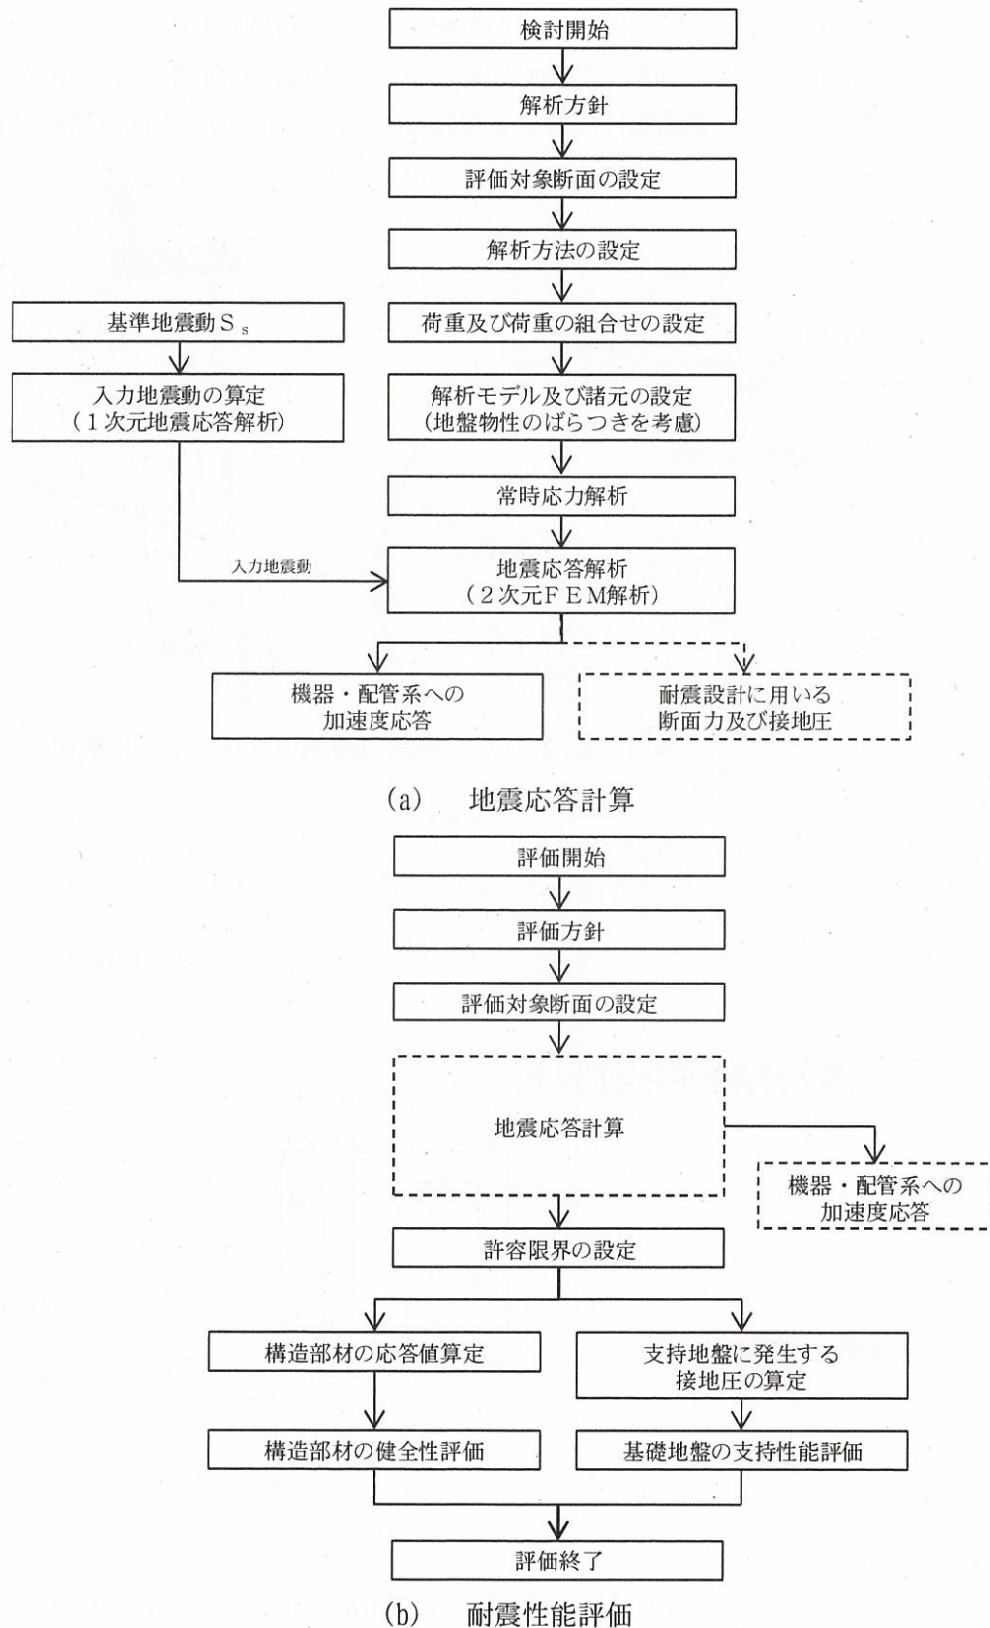 検討開始
解析方針
評価対象断面の設定
解析方法の設定
基準地震動Ｓs
荷重及び荷重の組合せの設定
入力地震動の算定
(１次元地震応答解析)
解析モデル及び諸元の設定
(地盤物性のばらつきを考慮)
常時応力解析
入力地震動
地震応答解析
(２次元ＦＥＭ解析)
機器・配管系への
加速度応答
耐震設計に用いる
断面力及び接地圧
(a) 地震応答計算
評価開始
評価方針
評価対象断面の設定
地震応答計算
機器・配管系への
加速度応答
許容限界の設定
構造部材の応答値算定
支持地盤に発生する
接地圧の算定
構造部材の健全性評価
基礎地盤の支持性能評価
評価終了
(b) 耐震性能評価